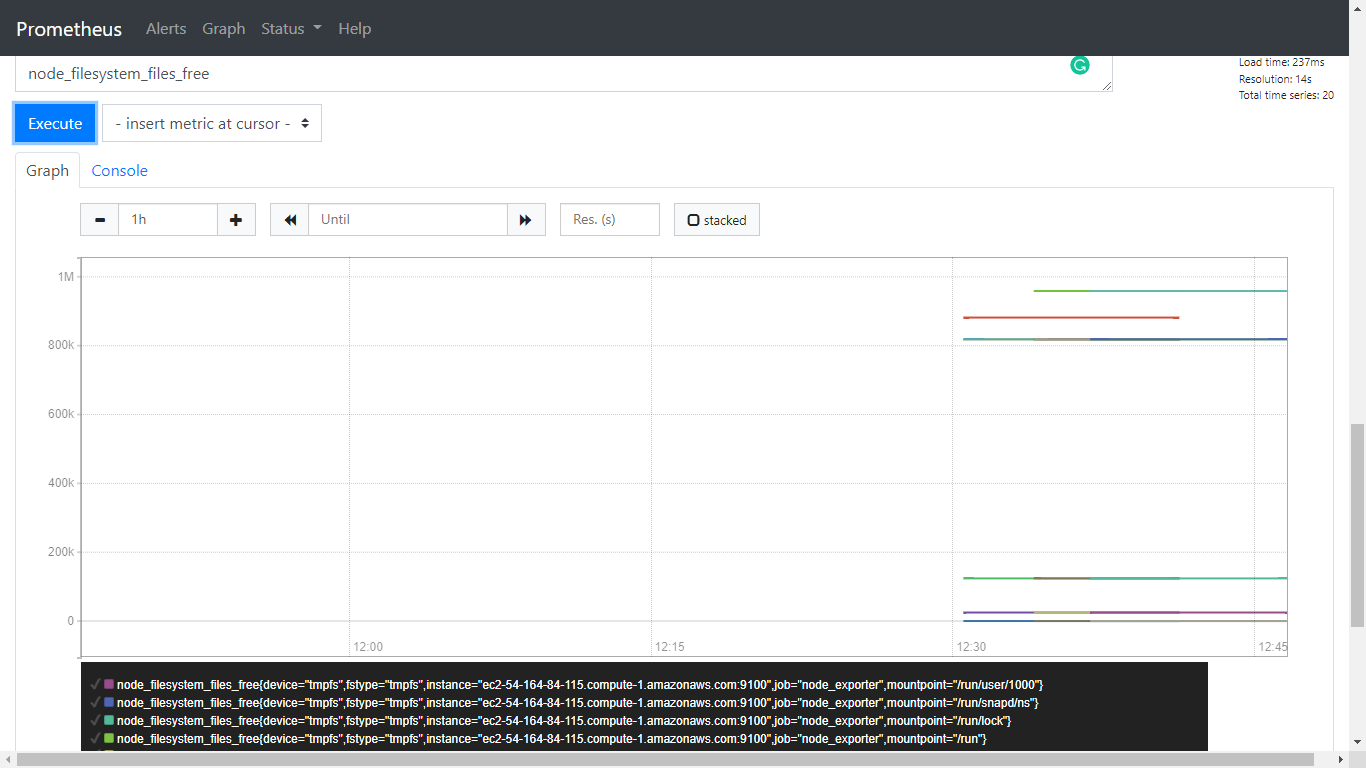 Prometheus Alerts Graph Status Help
node_filesystem_files_free
Load time: 237ms
Resolution: 14s
Total time series: 20
Execute - insert metric at cursor -
Graph Console
1h Until Res. (s) stacked
1M
800k
600k
400k
200k
0
12:00 12:15 12:30 12:45
node_filesystem_files_free{device="tmpfs",fstype="tmpfs",instance="ec2-54-164-84-115.compute-1.amazonaws.com:9100",job="node_exporter",mountpoint="/run/user/1000"}
node_filesystem_files_free{device="tmpfs",fstype="tmpfs",instance="ec2-54-164-84-115.compute-1.amazonaws.com:9100",job="node_exporter",mountpoint="/run/snapd/ns"}
node_filesystem_files_free{device="tmpfs",fstype="tmpfs",instance="ec2-54-164-84-115.compute-1.amazonaws.com:9100",job="node_exporter",mountpoint="/run/lock"}
node_filesystem_files_free{device="tmpfs",fstype="tmpfs",instance="ec2-54-164-84-115.compute-1.amazonaws.com:9100",job="node_exporter",mountpoint="/run"}